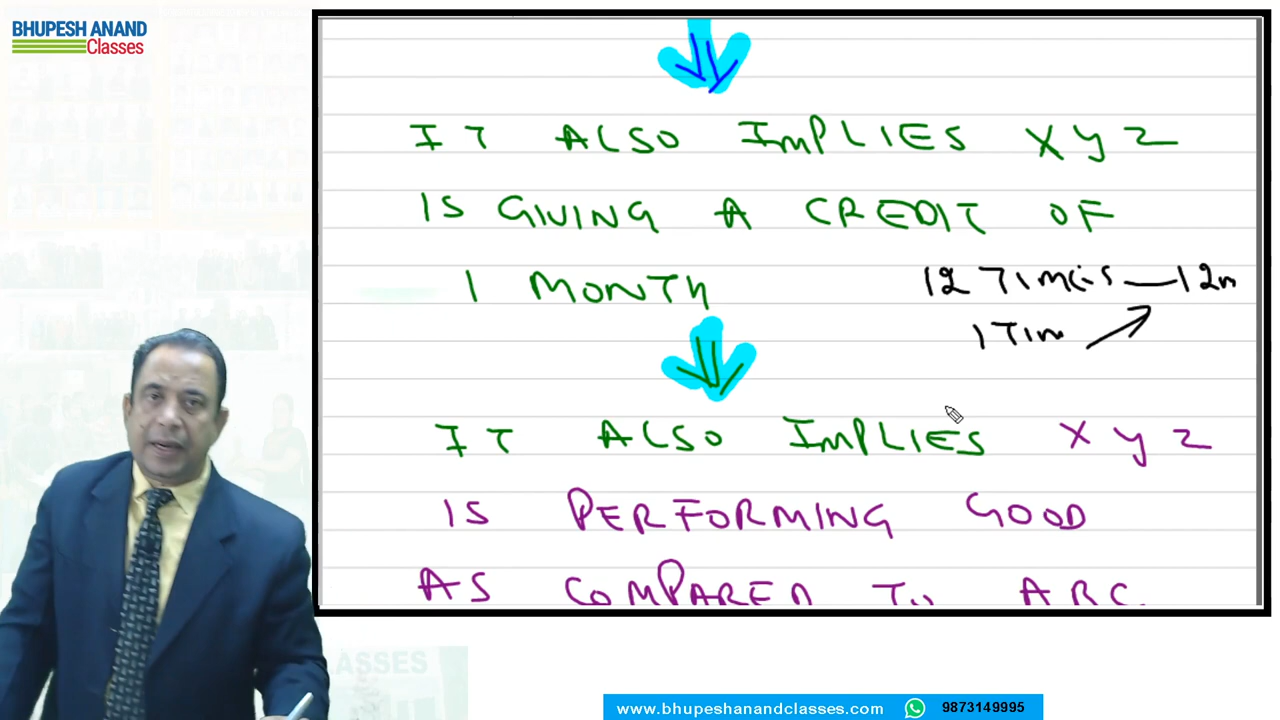 BHUPESH ANAND
Classes
IT ALSO IMPLIES XYZ
IS GIVING A CREDIT OF
1 MONTH
12 TIMES — 12m
1 TIM
IT ALSO IMPLIES XYZ
IS PERFORMING GOOD
AS COMPARED TO ABC
www.bhupeshanandclasses.com 9873149995